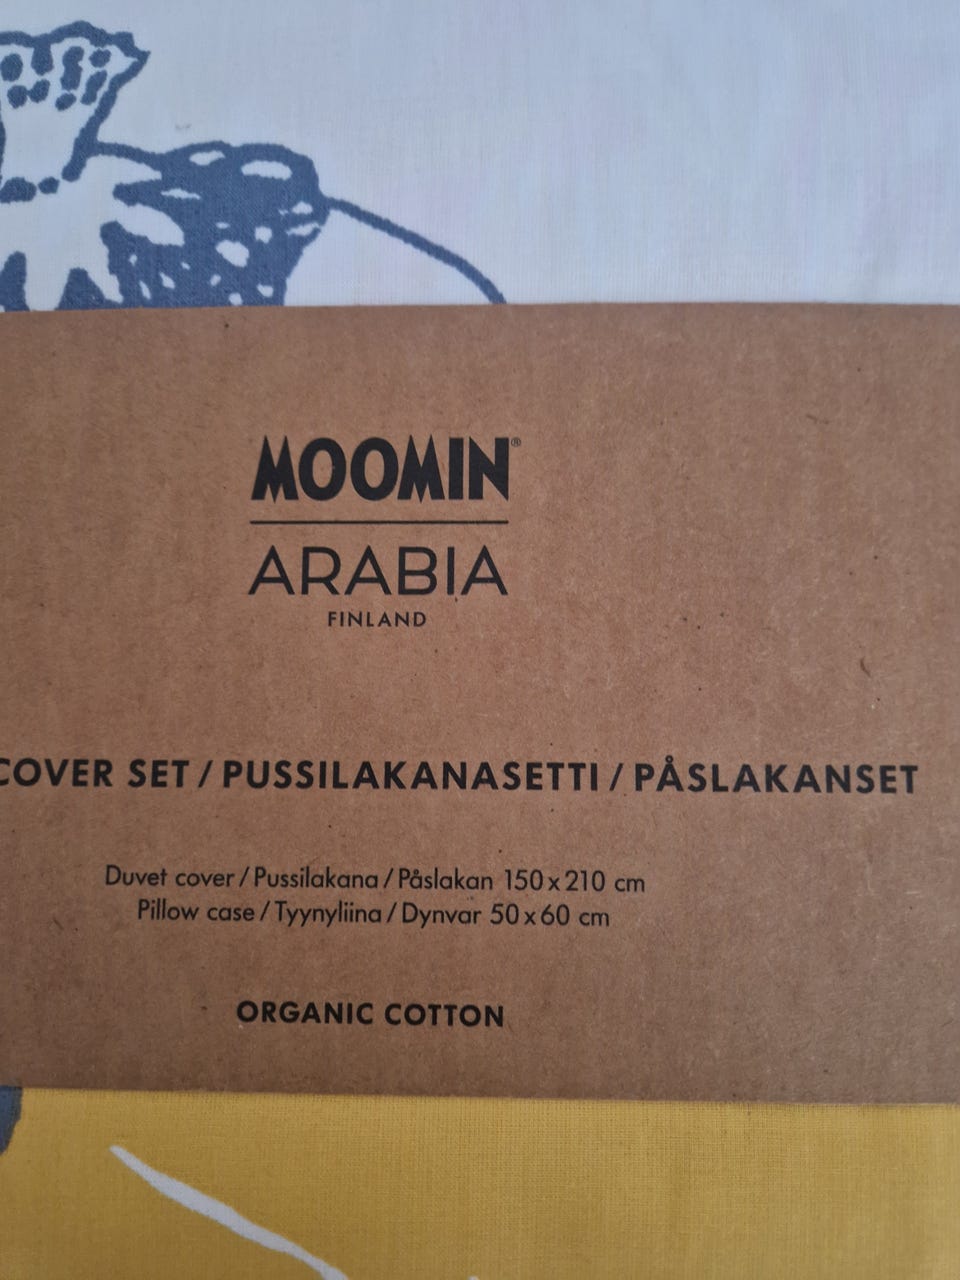 MOOMIN®
ARABIA
FINLAND
COVER SET / PUSSILAKANASETTI / PÅSLAKANSET
Duvet cover / Pussilakana / Påslakan 150 x 210 cm
Pillow case / Tyynyliina / Dynvar 50 x 60 cm
ORGANIC COTTON